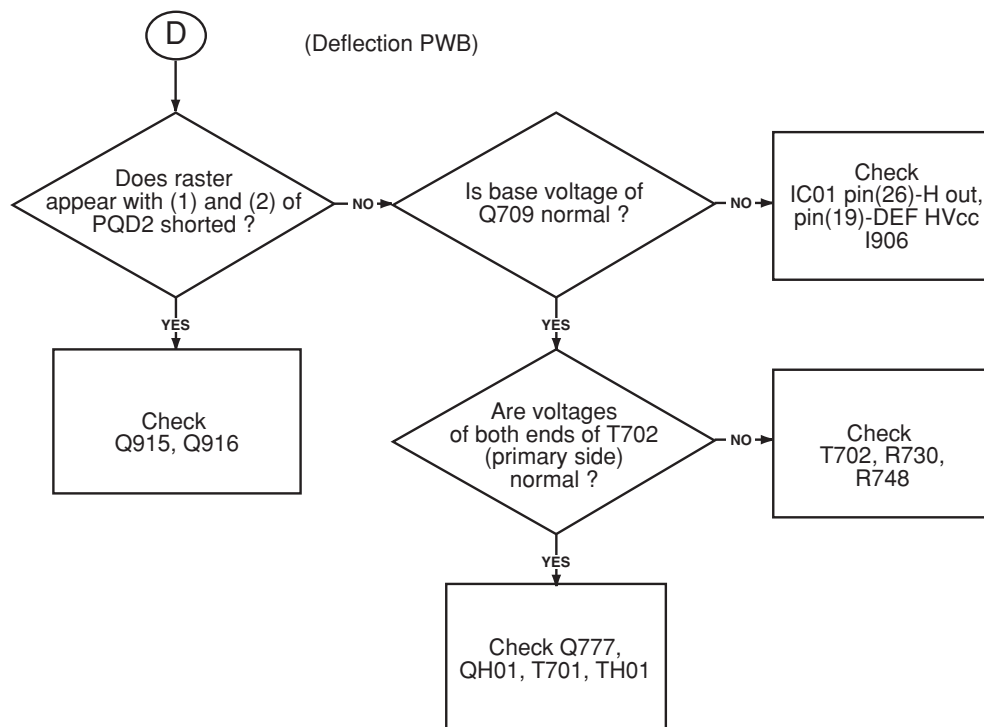 D
(Deflection PWB)
Does raster
appear with (1) and (2) of
PQD2 shorted ?
NO
Is base voltage of
Q709 normal ?
NO
Check
IC01 pin(26)-H out,
pin(19)-DEF HVcc
I906
YES
Check
Q915, Q916
YES
Are voltages
of both ends of T702
(primary side)
normal ?
NO
Check
T702, R730,
R748
YES
Check Q777,
QH01, T701, TH01